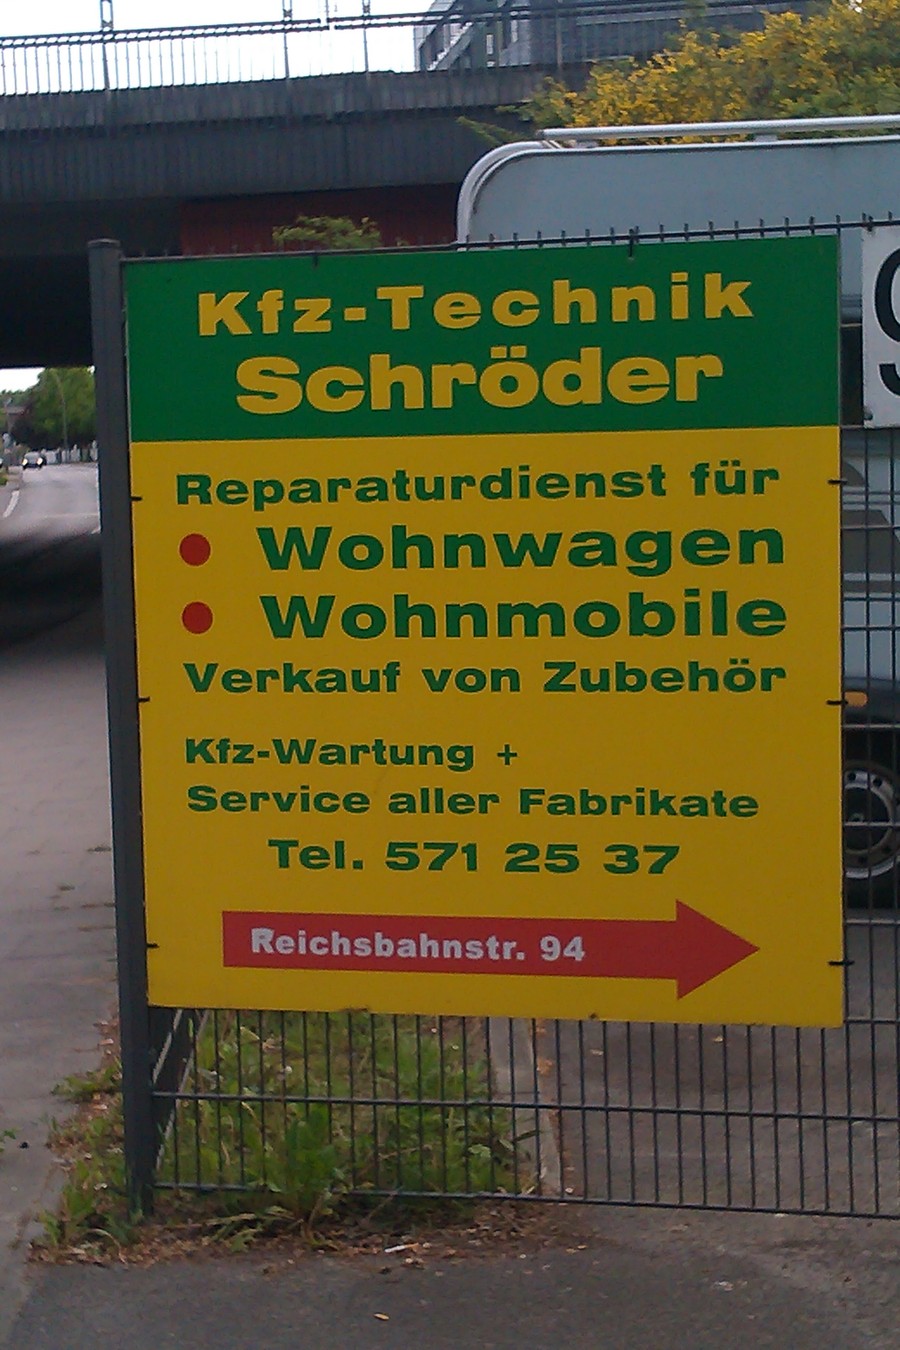 Kfz-Technik
Schröder
Reparaturdienst für
• Wohnwagen
• Wohnmobile
Verkauf von Zubehör
Kfz-Wartung +
Service aller Fabrikate
Tel. 571 25 37
Reichsbahnstr. 94